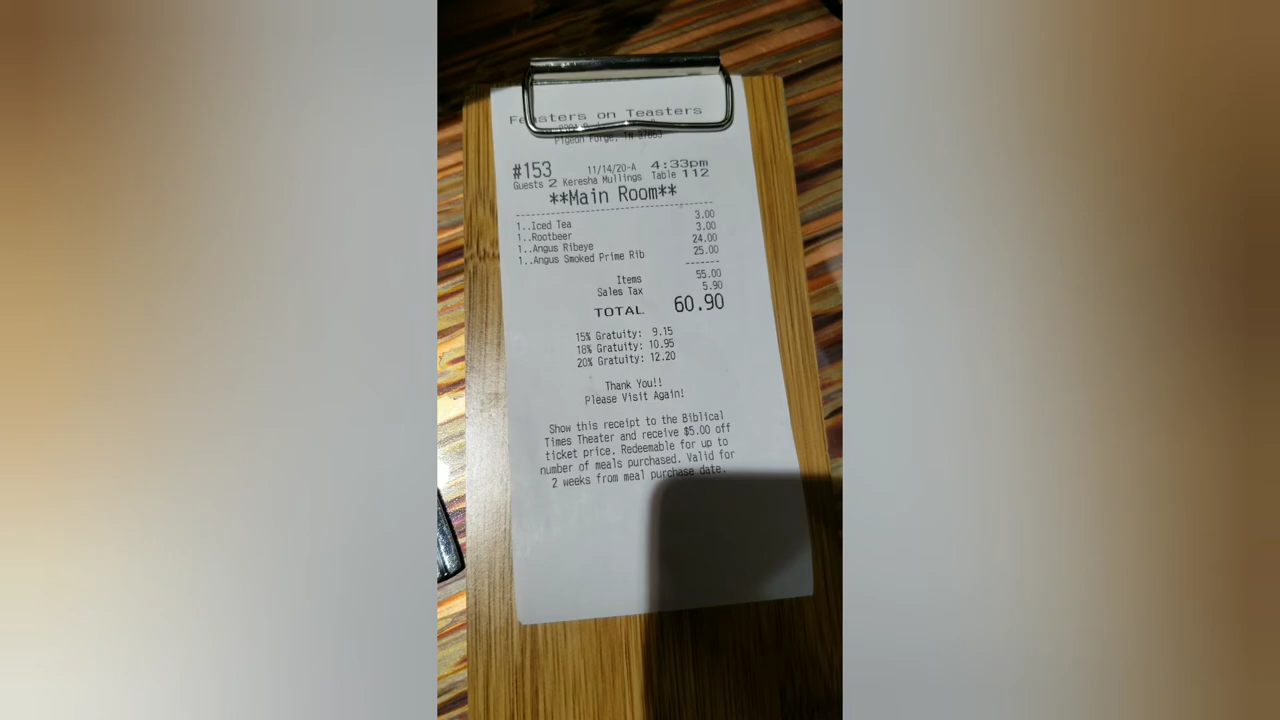 Feasters on Teasters
Pigeon Forge, TN 37863
#153 11/14/20-A 4:33pm
Guests 2 Keresha Mullings Table 112
**Main Room**
1..Iced Tea 3.00
1..Rootbeer 3.00
1..Angus Ribeye 24.00
1..Angus Smoked Prime Rib 25.00
Items 55.00
Sales Tax 5.90
TOTAL 60.90
15% Gratuity: 9.15
18% Gratuity: 10.95
20% Gratuity: 12.20
Thank You!!
Please Visit Again!
Show this receipt to the Biblical
Times Theater and receive $5.00 off
ticket price. Redeemable for up to
number of meals purchased. Valid for
2 weeks from meal purchase date.